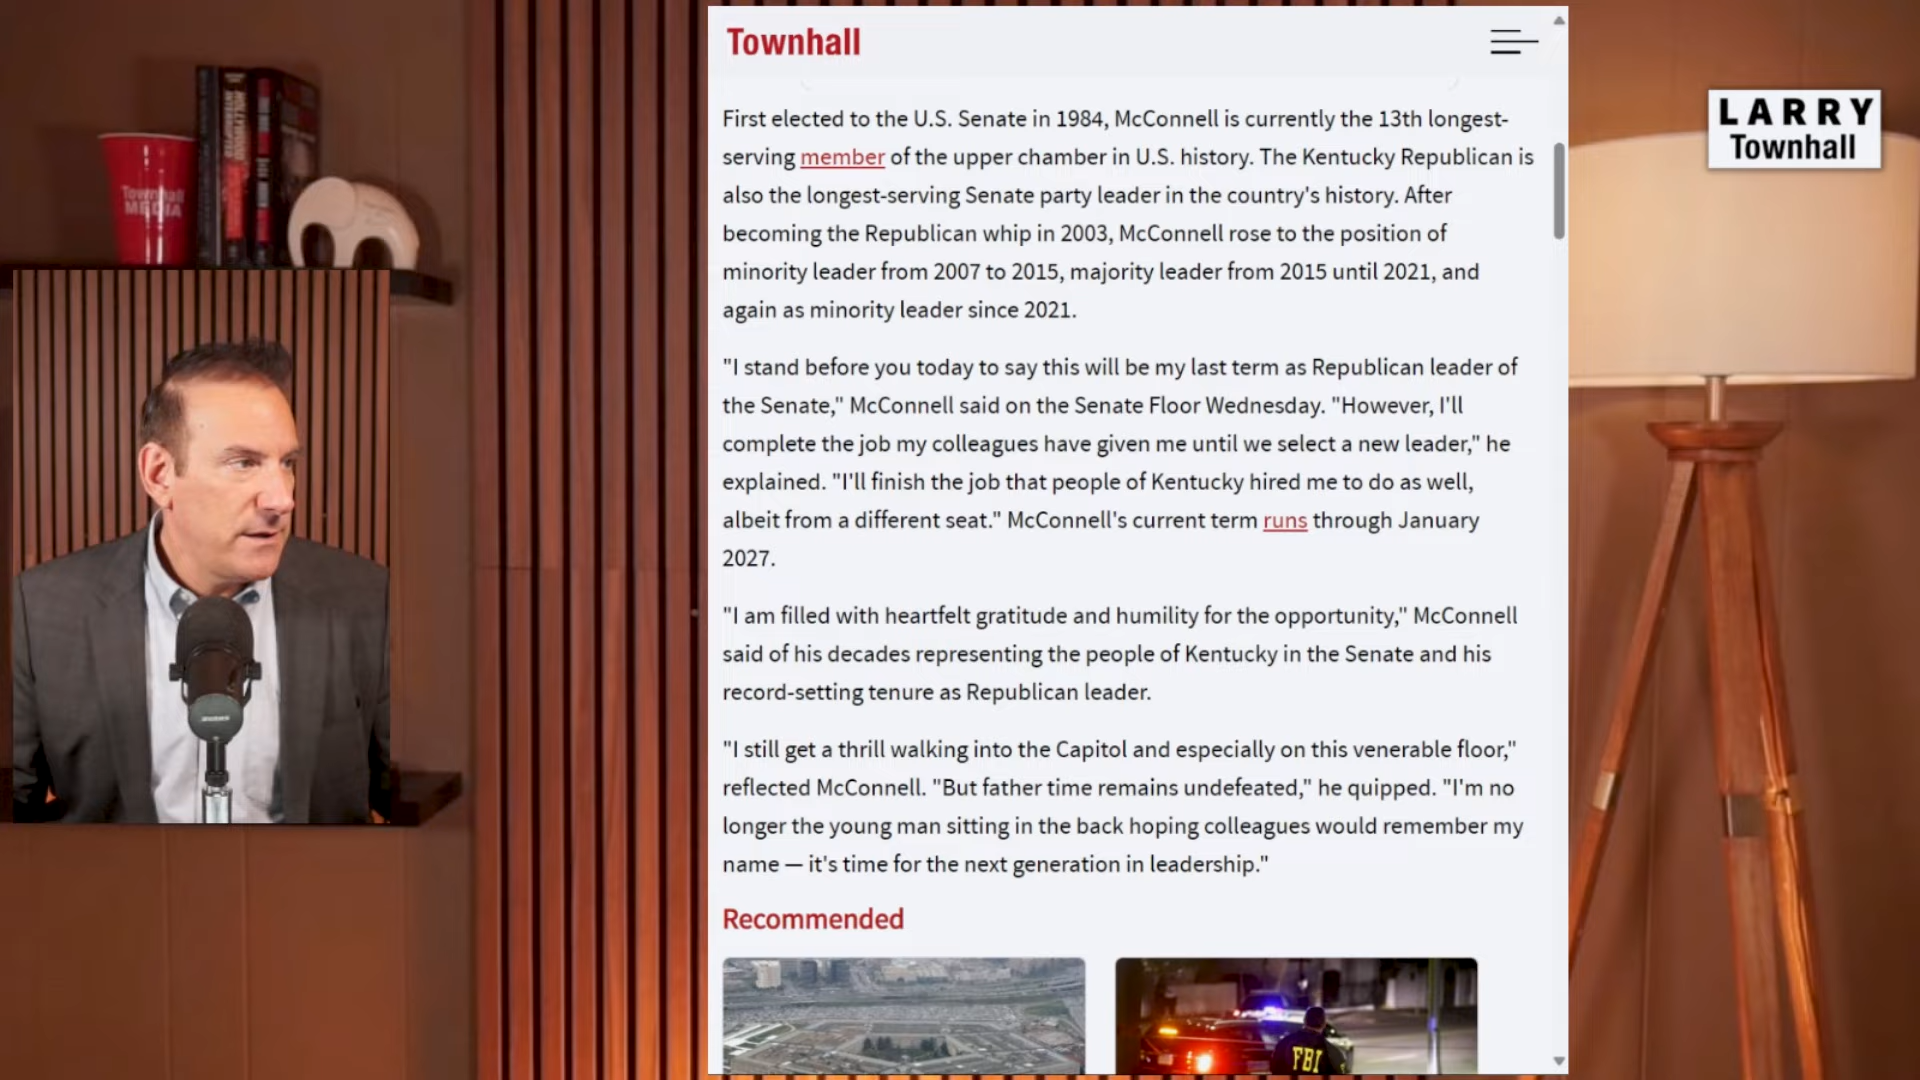 Townhall
LARRY
Townhall
First elected to the U.S. Senate in 1984, McConnell is currently the 13th longest-
serving member of the upper chamber in U.S. history. The Kentucky Republican is
also the longest-serving Senate party leader in the country's history. After
becoming the Republican whip in 2003, McConnell rose to the position of
minority leader from 2007 to 2015, majority leader from 2015 until 2021, and
again as minority leader since 2021.
"I stand before you today to say this will be my last term as Republican leader of
the Senate," McConnell said on the Senate Floor Wednesday. "However, I'll
complete the job my colleagues have given me until we select a new leader," he
explained. "I'll finish the job that people of Kentucky hired me to do as well,
albeit from a different seat." McConnell's current term runs through January
2027.
"I am filled with heartfelt gratitude and humility for the opportunity," McConnell
said of his decades representing the people of Kentucky in the Senate and his
record-setting tenure as Republican leader.
"I still get a thrill walking into the Capitol and especially on this venerable floor,"
reflected McConnell. "But father time remains undefeated," he quipped. "I'm no
longer the young man sitting in the back hoping colleagues would remember my
name — it's time for the next generation in leadership."
Recommended
FBI
Townhall
MEDIA